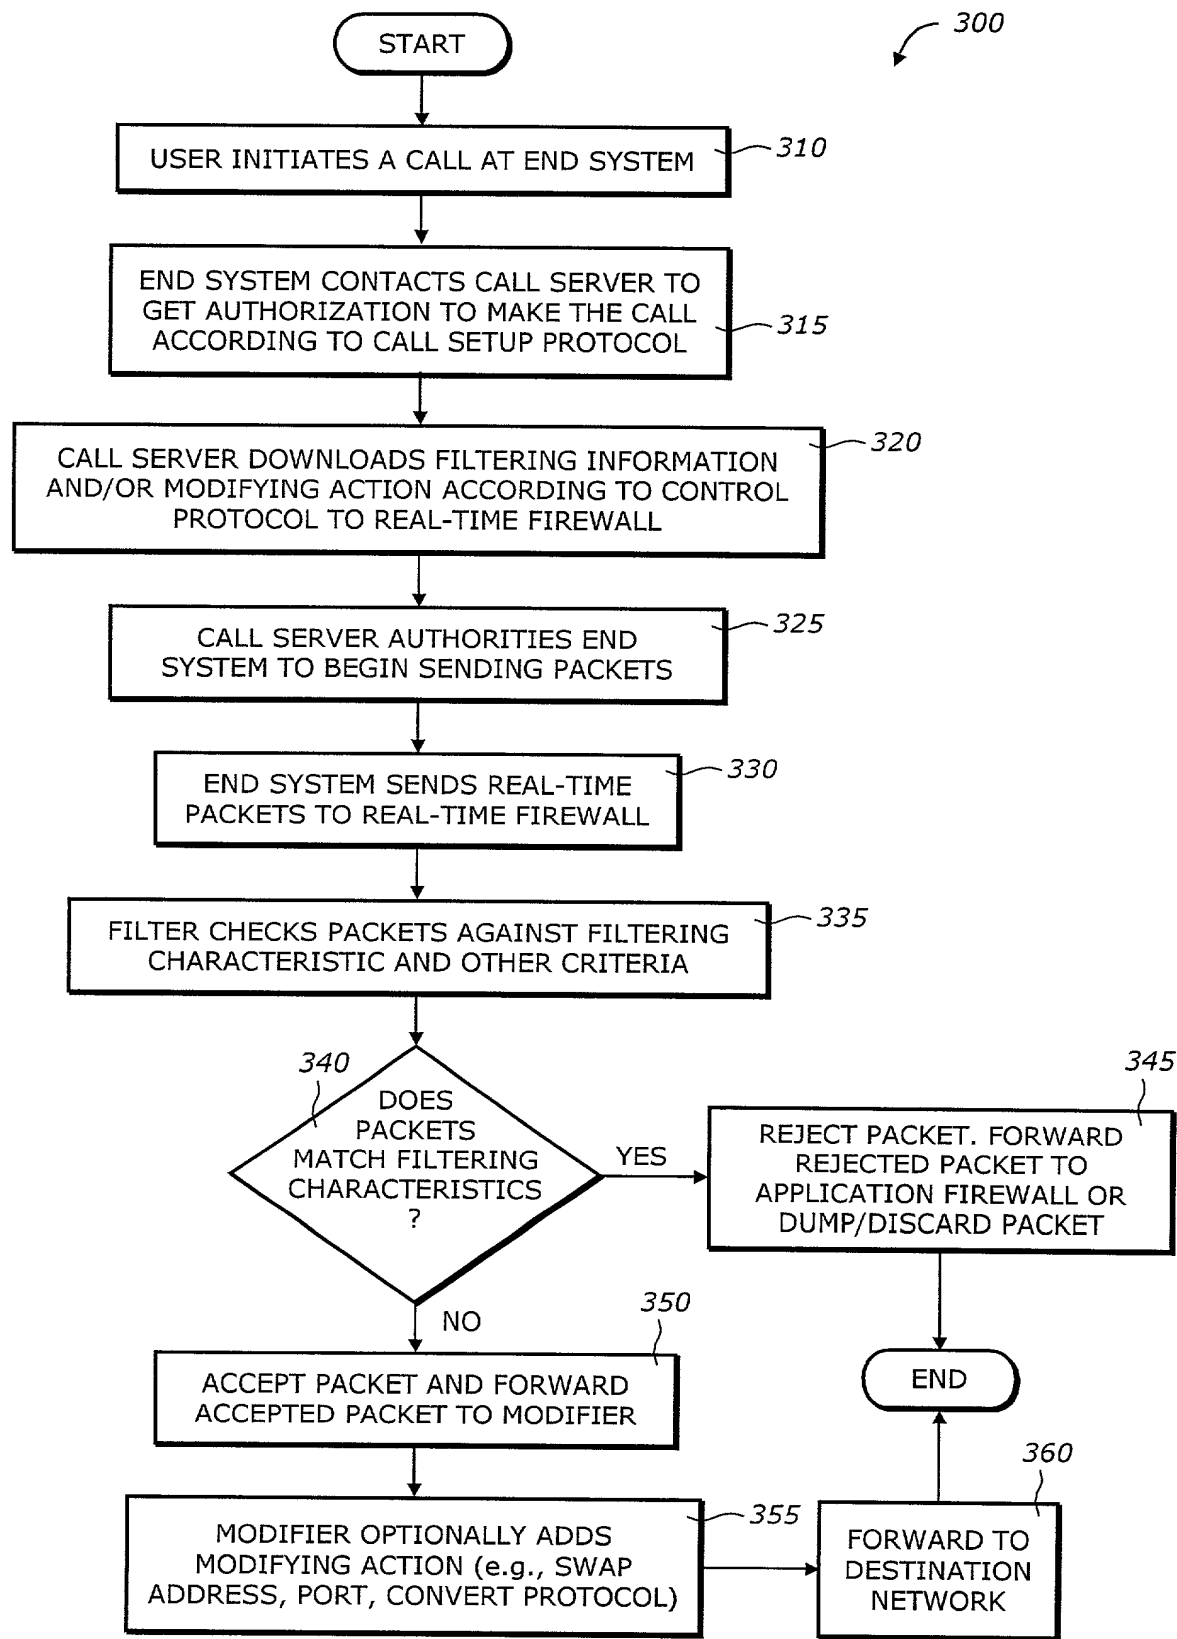 START
300
USER INITIATES A CALL AT END SYSTEM
310
END SYSTEM CONTACTS CALL SERVER TO
GET AUTHORIZATION TO MAKE THE CALL
ACCORDING TO CALL SETUP PROTOCOL
315
CALL SERVER DOWNLOADS FILTERING INFORMATION
AND/OR MODIFYING ACTION ACCORDING TO CONTROL
PROTOCOL TO REAL-TIME FIREWALL
320
CALL SERVER AUTHORITIES END
SYSTEM TO BEGIN SENDING PACKETS
325
END SYSTEM SENDS REAL-TIME
PACKETS TO REAL-TIME FIREWALL
330
FILTER CHECKS PACKETS AGAINST FILTERING
CHARACTERISTIC AND OTHER CRITERIA
335
340
DOES
PACKETS
MATCH FILTERING
CHARACTERISTICS
?
YES
345
REJECT PACKET. FORWARD
REJECTED PACKET TO
APPLICATION FIREWALL OR
DUMP/DISCARD PACKET
NO
350
ACCEPT PACKET AND FORWARD
ACCEPTED PACKET TO MODIFIER
END
MODIFIER OPTIONALLY ADDS
MODIFYING ACTION (e.g., SWAP
ADDRESS, PORT, CONVERT PROTOCOL)
355
360
FORWARD TO
DESTINATION
NETWORK